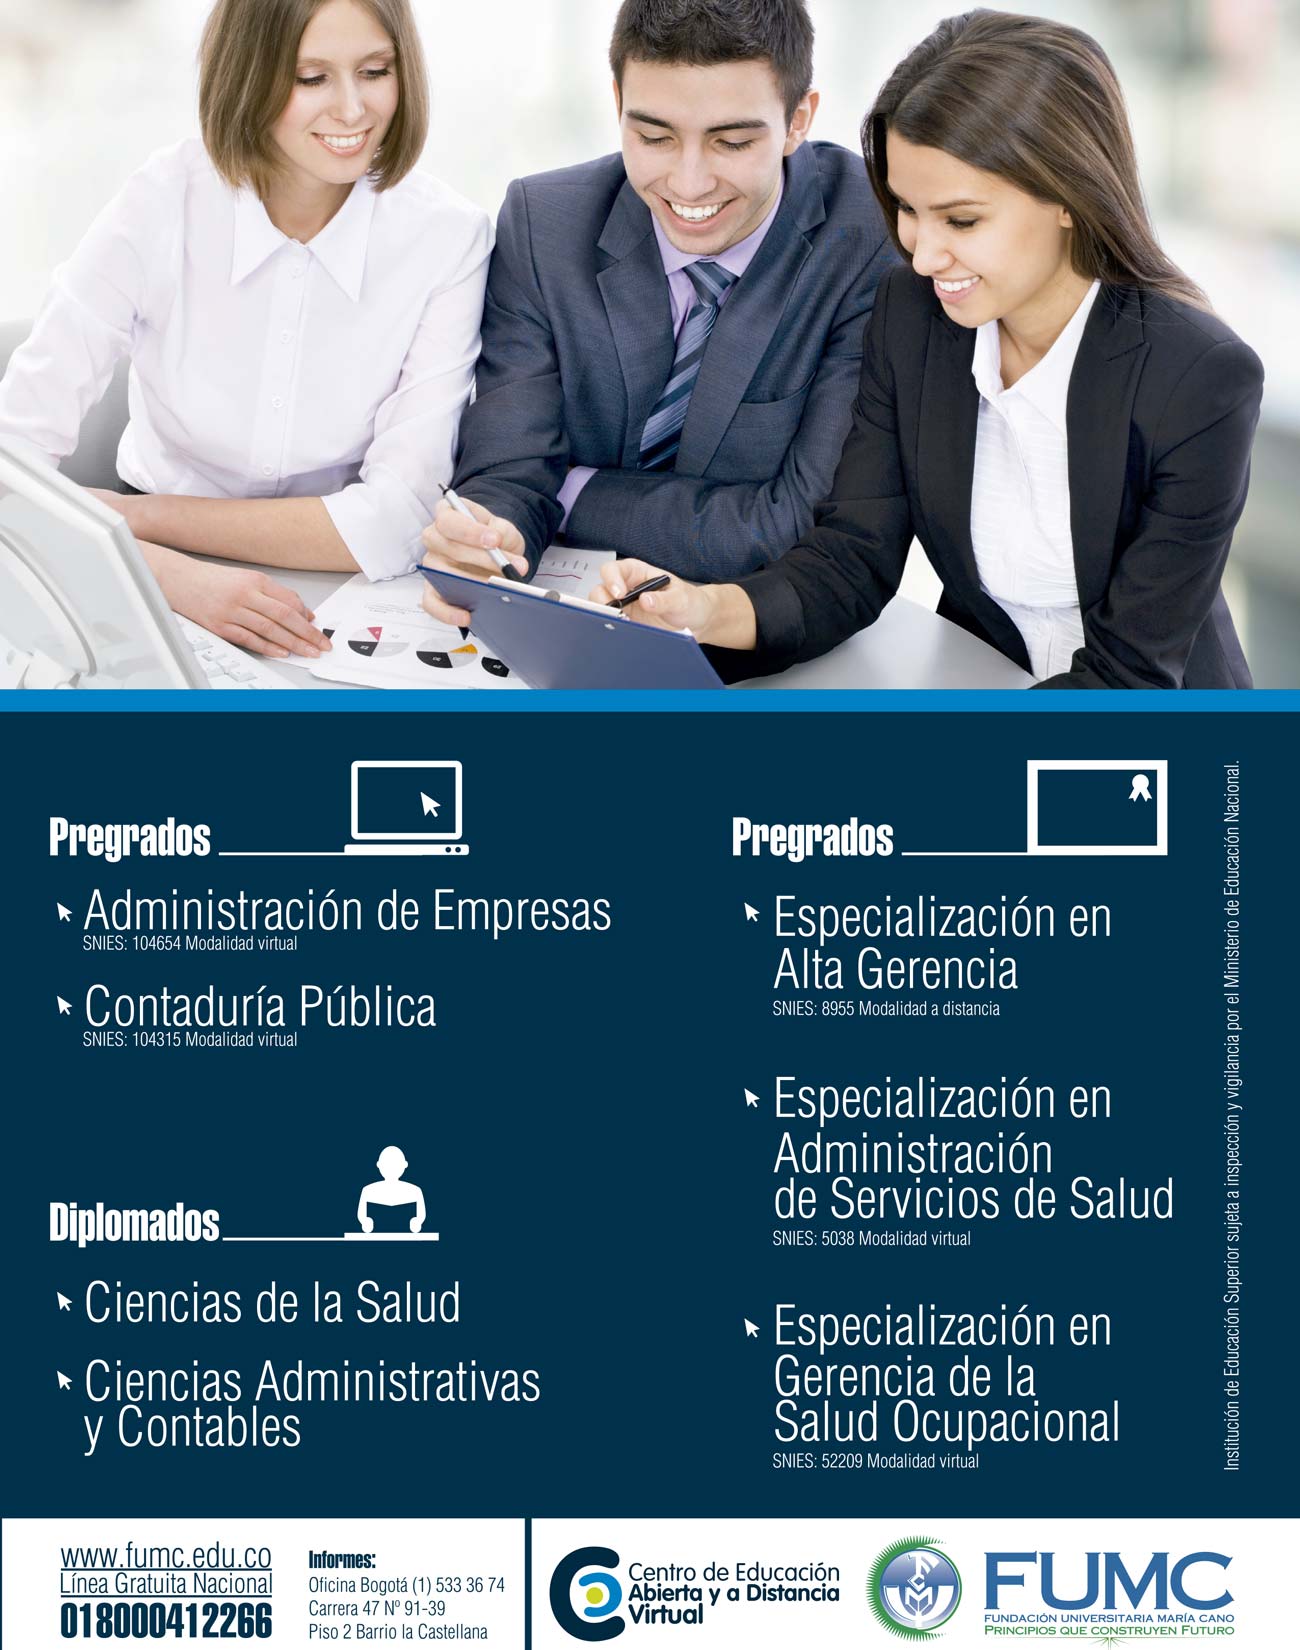 Pregrados
Administración de Empresas
SNIES: 104654 Modalidad virtual
Contaduría Pública
SNIES: 104315 Modalidad virtual
Diplomados
Ciencias de la Salud
Ciencias Administrativas
y Contables
Pregrados
Especialización en
Alta Gerencia
SNIES: 8955 Modalidad a distancia
Especialización en
Administración
de Servicios de Salud
SNIES: 5038 Modalidad virtual
Especialización en
Gerencia de la
Salud Ocupacional
SNIES: 52209 Modalidad virtual
Institución de Educación Superior sujeta a inspección y vigilancia por el Ministerio de Educación Nacional.
www.fumc.edu.co
Línea Gratuita Nacional
018000412266
Informes:
Oficina Bogotá (1) 533 36 74
Carrera 47 Nº 91-39
Piso 2 Barrio la Castellana
Centro de Educación
Abierta y a Distancia
Virtual
FUMC
FUNDACIÓN UNIVERSITARIA MARÍA CANO
PRINCIPIOS QUE CONSTRUYEN FUTURO